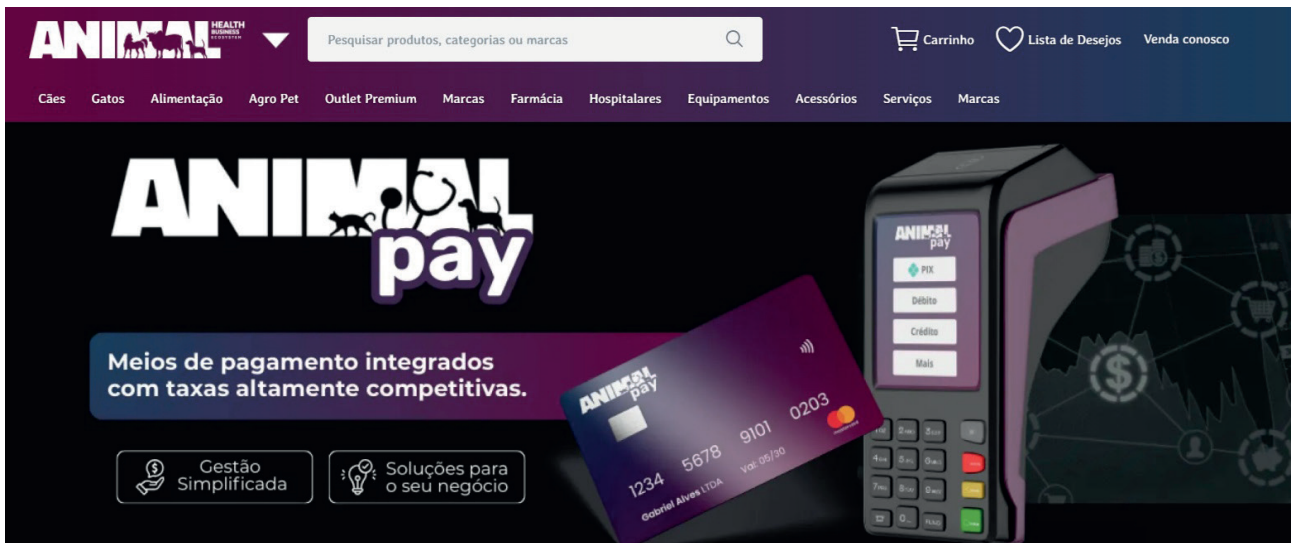 ANIMAL HEALTH BUSINESS ECOSYSTEM
Pesquisar produtos, categorias ou marcas
Carrinho
Lista de Desejos
Venda conosco
Cães Gatos Alimentação Agro Pet Outlet Premium Marcas Farmácia Hospitalares Equipamentos Acessórios Serviços Marcas
ANIMAL
pay
Meios de pagamento integrados
com taxas altamente competitivas.
Gestão
Simplificada
Soluções para
o seu negócio
ANIMAL
pay
1234 5678 9101 0203
Val: 05/30
Gabriel Alves LTDA
mastercard
ANIMAL
pay
PIX
Débito
Crédito
Mais